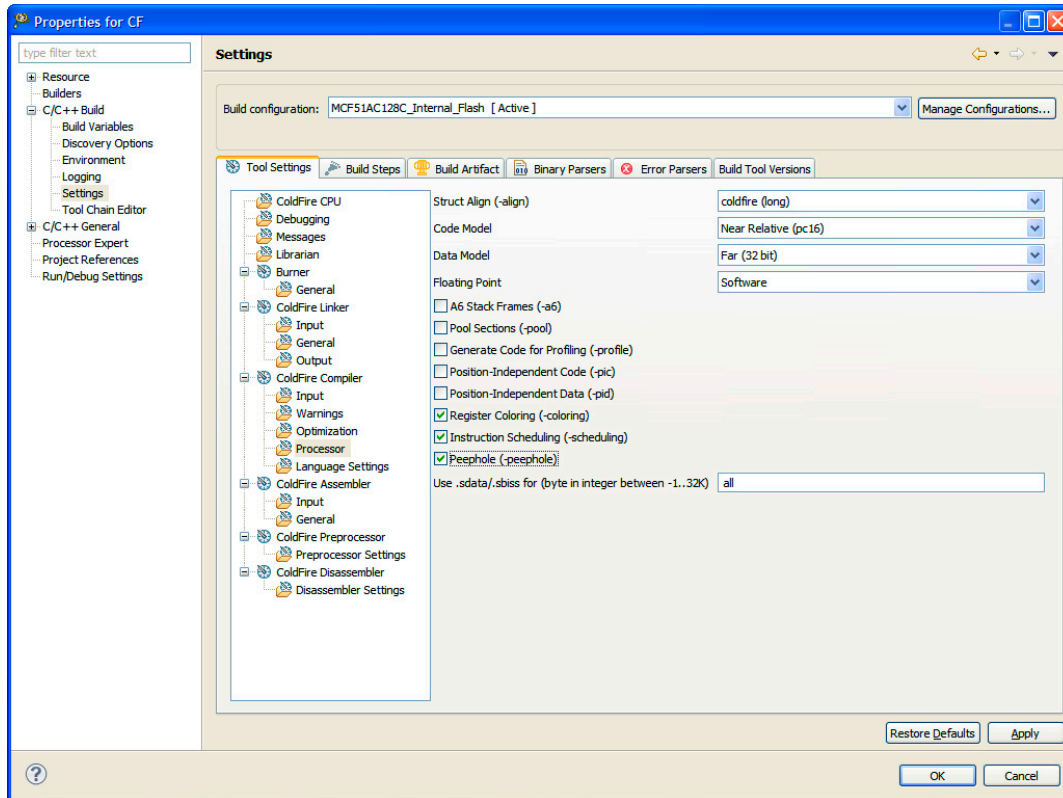 Properties for CF
type filter text
Resource
Builders
C/C++ Build
Build Variables
Discovery Options
Environment
Logging
Settings
Tool Chain Editor
C/C++ General
Processor Expert
Project References
Run/Debug Settings
Settings
Build configuration: MCF51AC128C_Internal_Flash [ Active ] Manage Configurations...
Tool Settings Build Steps Build Artifact Binary Parsers Error Parsers Build Tool Versions
ColdFire CPU
Debugging
Messages
Librarian
Burner
General
ColdFire Linker
Input
General
Output
ColdFire Compiler
Input
Warnings
Optimization
Processor
Language Settings
ColdFire Assembler
Input
General
ColdFire Preprocessor
Preprocessor Settings
ColdFire Disassembler
Disassembler Settings
Struct Align (-align) coldfire (long)
Code Model Near Relative (pc16)
Data Model Far (32 bit)
Floating Point Software
A6 Stack Frames (-a6)
Pool Sections (-pool)
Generate Code for Profiling (-profile)
Position-Independent Code (-pic)
Position-Independent Data (-pid)
Register Coloring (-coloring)
Instruction Scheduling (-scheduling)
Peephole (-peephole)
Use .sdata/.sbiss for (byte in integer between -1..32K) all
Restore Defaults Apply
OK Cancel